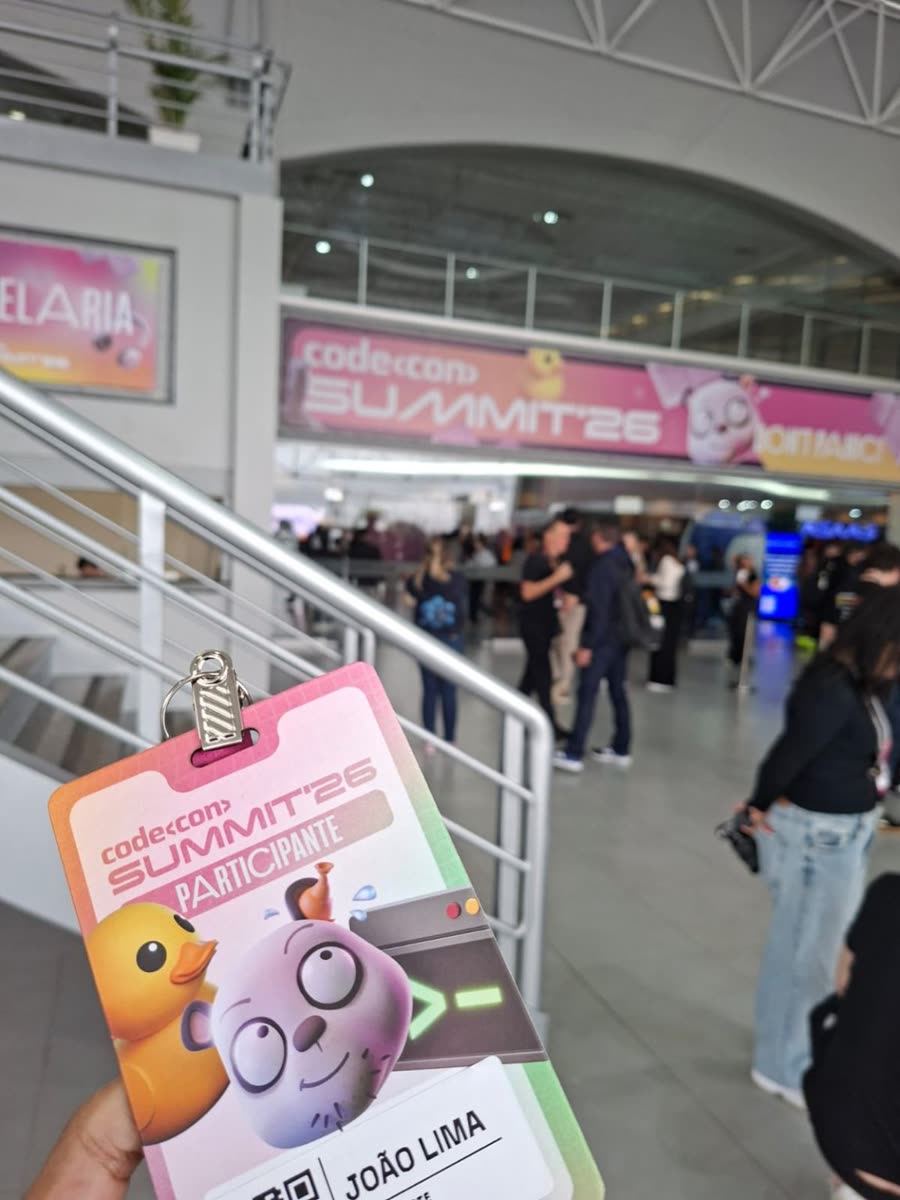 ELARIA
code<con>
SUMMIT'26
code<con>
SUMMIT'26
PARTICIPANTE
JOÃO LIMA